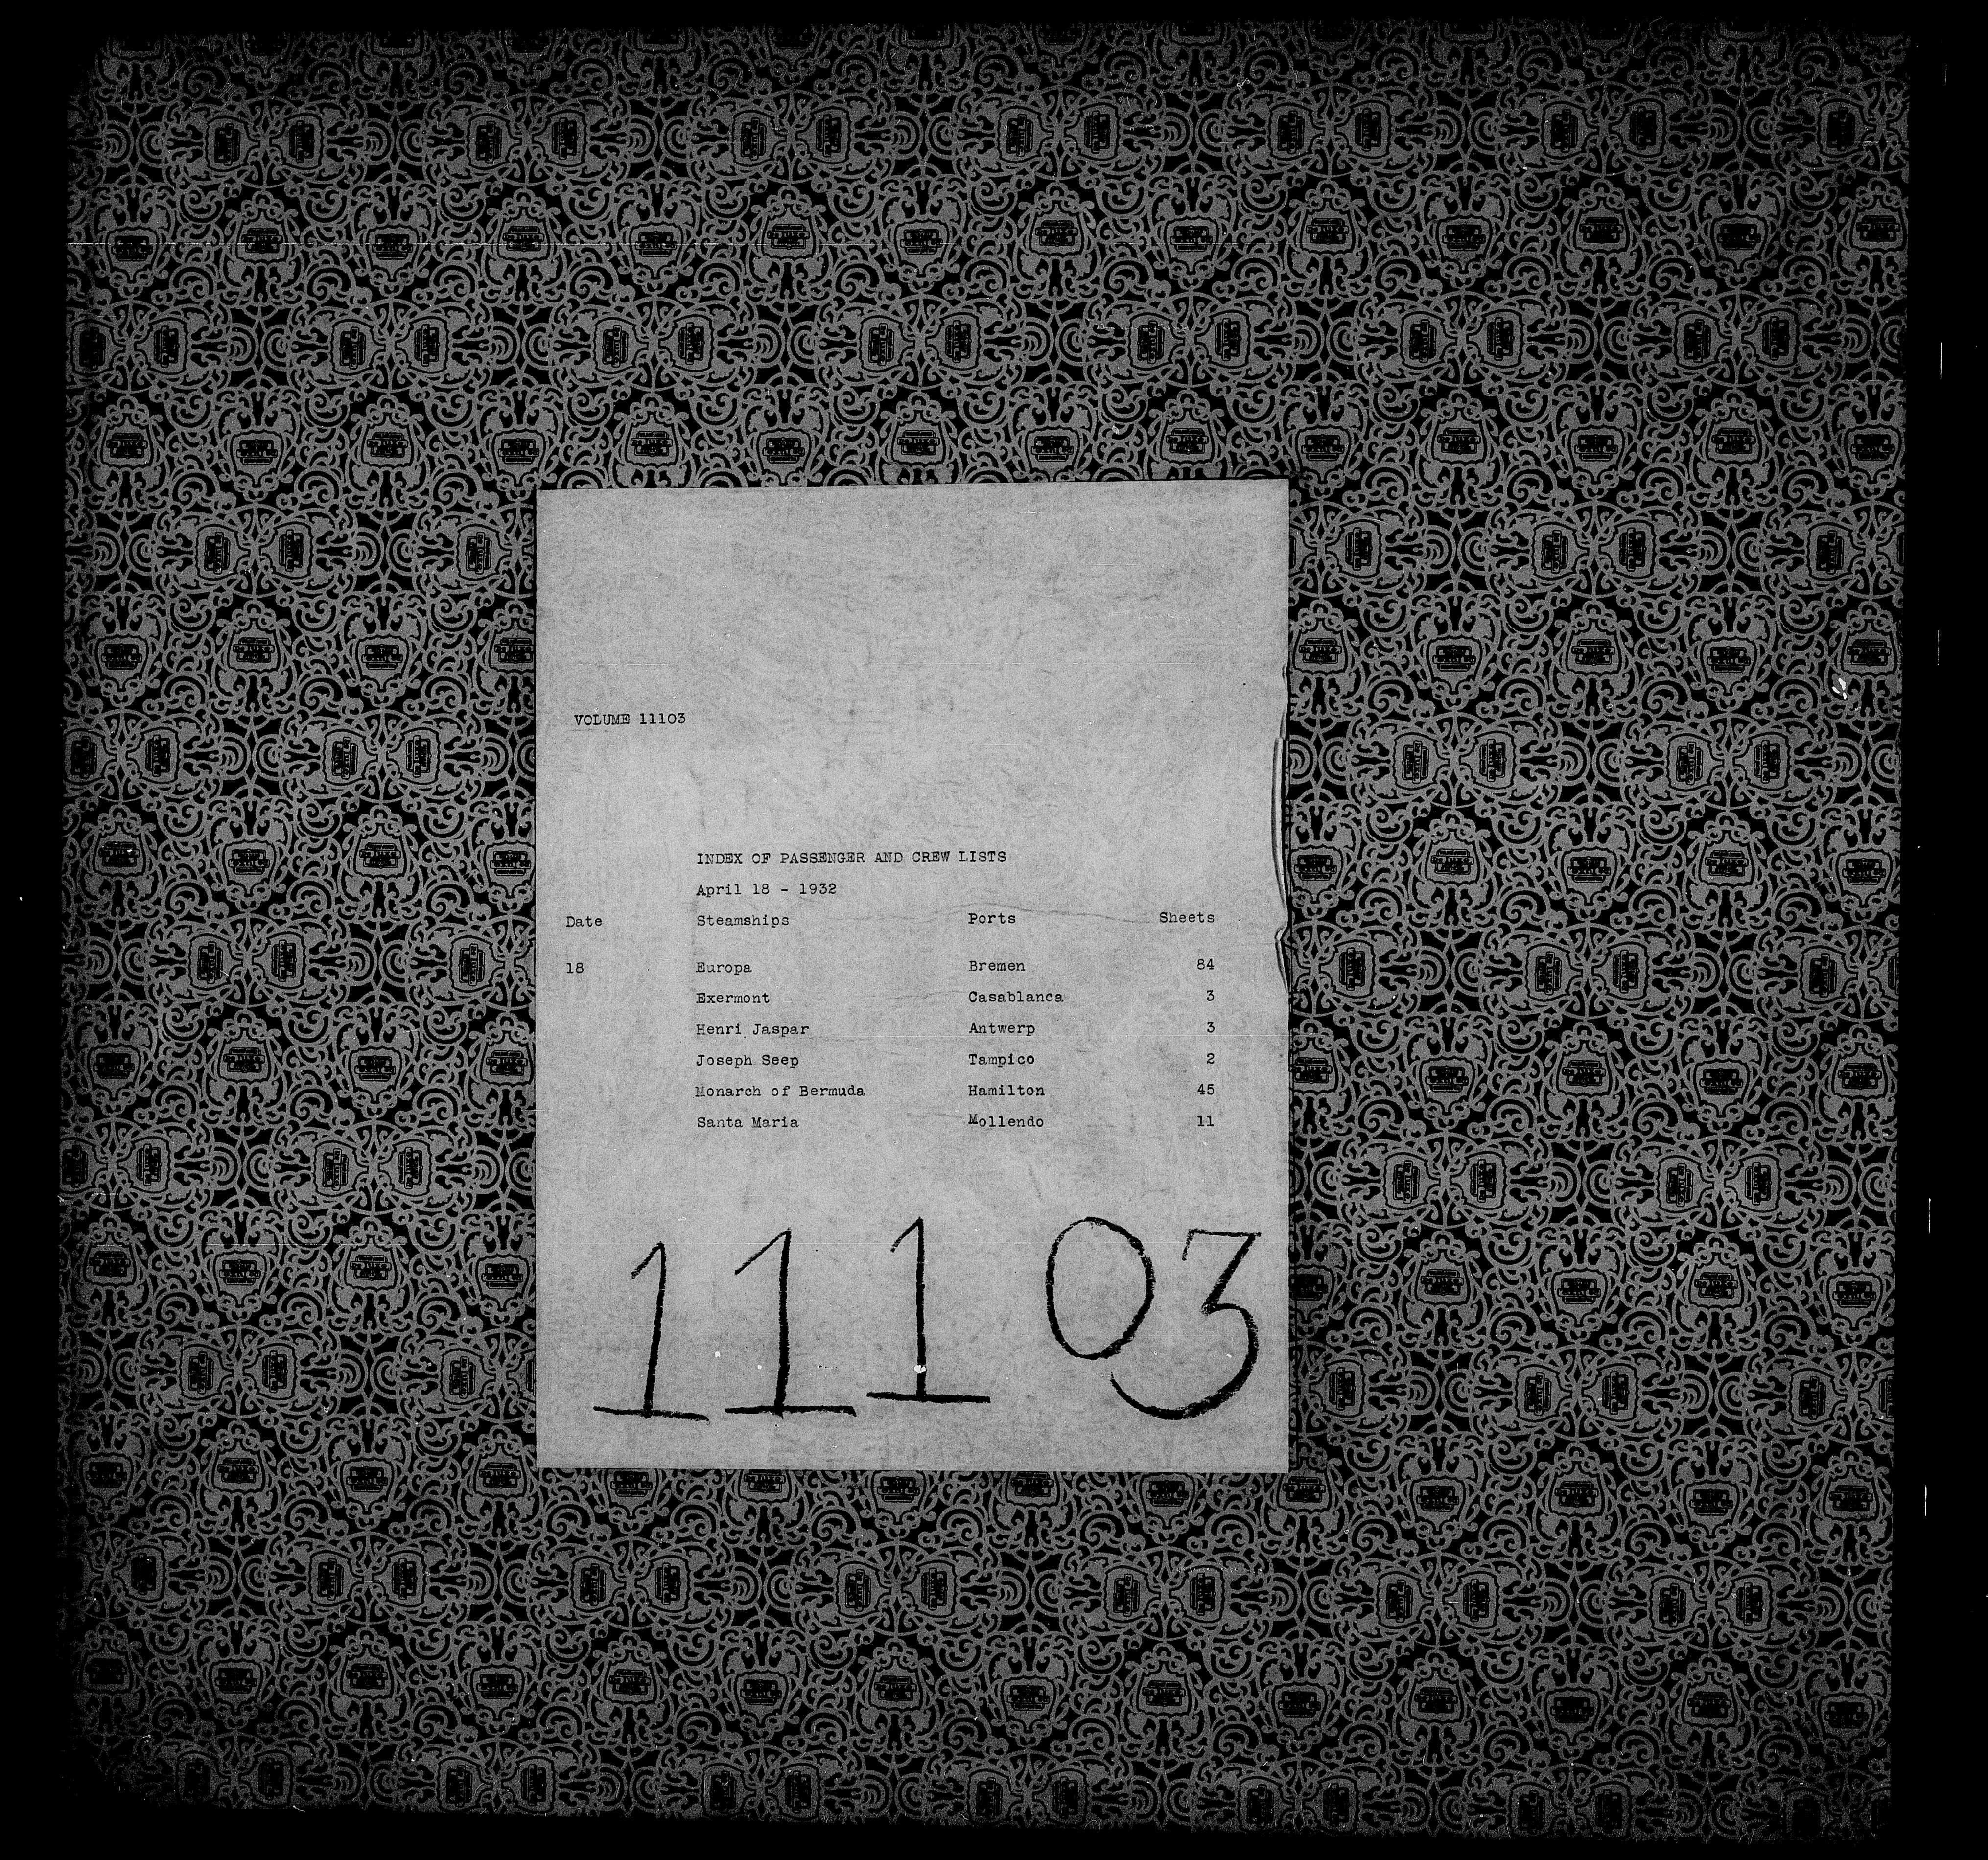 VOLUME 11103
INDEX OF PASSENGER AND CREW LISTS
April 18 - 1932
Date Steamships Ports Sheets
18 Europa Bremen 84
Exermont Casablanca 3
Henri Jaspar Antwerp 3
Joseph Seep Tampico 2
Monarch of Bermuda Hamilton 45
Santa Maria Mollendo 11
11103